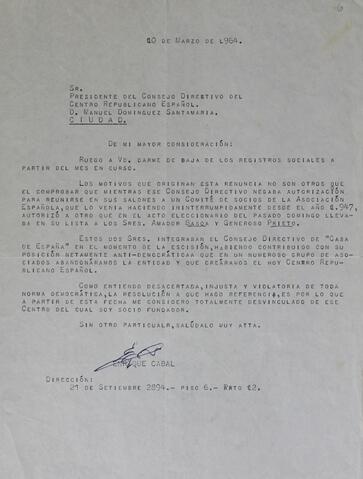 6
10 de Marzo de 1964.
Sr.
Presidente del Consejo Directivo del
Centro Republicano Español.
D. Manuel Dominguez Santamaria.
C I U D A D.
De mi mayor consideración:
Ruego a Vd. darme de baja de los registros sociales a
partir del mes en curso.
Los motivos que originan esta renuncia no son otros que
el comprobar que mientras ese Consejo Directivo negaba autorización
para reunirse en sus salones a un Comité de socios de la Asociación
Española, que lo venia haciendo ininterrumpidamente desde el año 1.947,
autorizó a otro que en el acto eleccionario del pasado domingo lleva-
ba en su lista a los Sres. Amador Gasca y Generoso Prieto.
Estos dos Sres. integraban el Consejo Directivo de "Casa
de España" en el momento de la escisión, habiendo contribuido con su
posición netamente anti-democrática a que en un numeroso grupo de aso-
ciados abandonáramos la entidad y que creáramos el hoy Centro Repu-
blicano Español.
Como entiendo desacertada, injusta y violatoria de toda
norma democrática, la resolución a que hago referencia, es por lo que
a partir de esta fecha me considero totalmente desvinculado de ese
Centro del cual soy socio fundador.
Sin otro particualr, salúdalo muy atta.
ENRIQUE CABAL
Dirección:
21 de Setiembre 2894.- piso 6.- Apto 12.